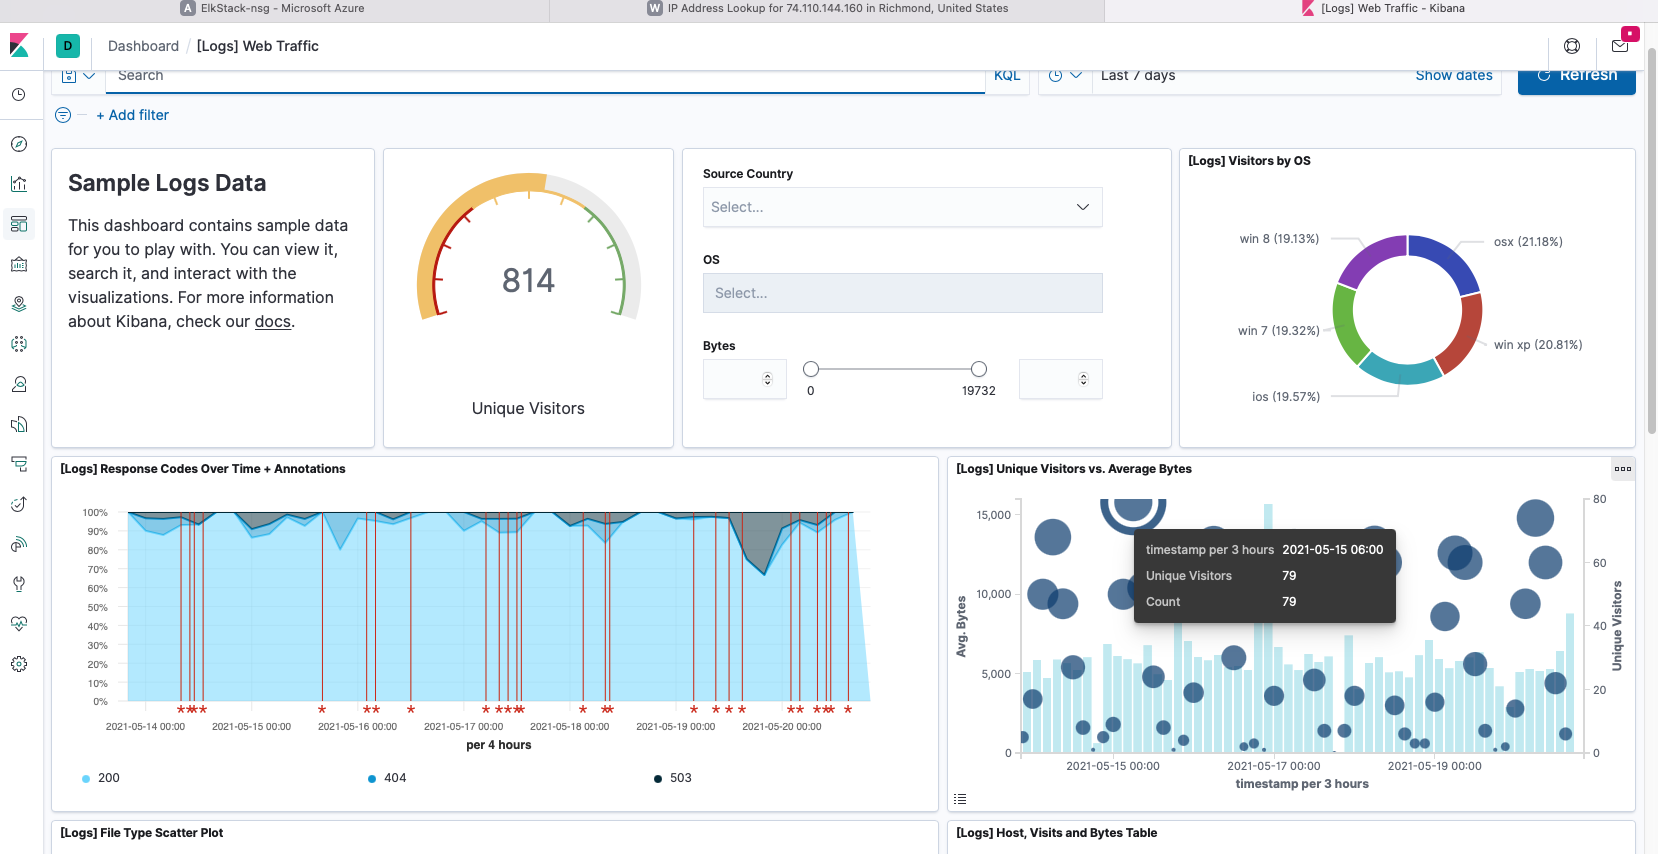 ElkStack-nsg - Microsoft Azure
IP Address Lookup for 74.110.144.160 in Richmond, United States
[Logs] Web Traffic - Kibana
D
Dashboard / [Logs] Web Traffic
Search
KQL
Last 7 days
Show dates
Refresh
+ Add filter
Sample Logs Data
This dashboard contains sample data
for you to play with. You can view it,
search it, and interact with the
visualizations. For more information
about Kibana, check our docs.
814
Unique Visitors
Source Country
Select...
OS
Select...
Bytes
0
19732
[Logs] Visitors by OS
win 8 (19.13%)
osx (21.18%)
win 7 (19.32%)
win xp (20.81%)
ios (19.57%)
[Logs] Response Codes Over Time + Annotations
100%
90%
80%
70%
60%
50%
40%
30%
20%
10%
0%
2021-05-14 00:00
2021-05-15 00:00
2021-05-16 00:00
2021-05-17 00:00
2021-05-18 00:00
2021-05-19 00:00
2021-05-20 00:00
per 4 hours
200
404
503
[Logs] Unique Visitors vs. Average Bytes
15,000
10,000
5,000
0
Avg. Bytes
80
60
40
20
0
Unique Visitors
timestamp per 3 hours 2021-05-15 06:00
Unique Visitors 79
Count 79
2021-05-15 00:00
2021-05-17 00:00
2021-05-19 00:00
timestamp per 3 hours
[Logs] File Type Scatter Plot
[Logs] Host, Visits and Bytes Table